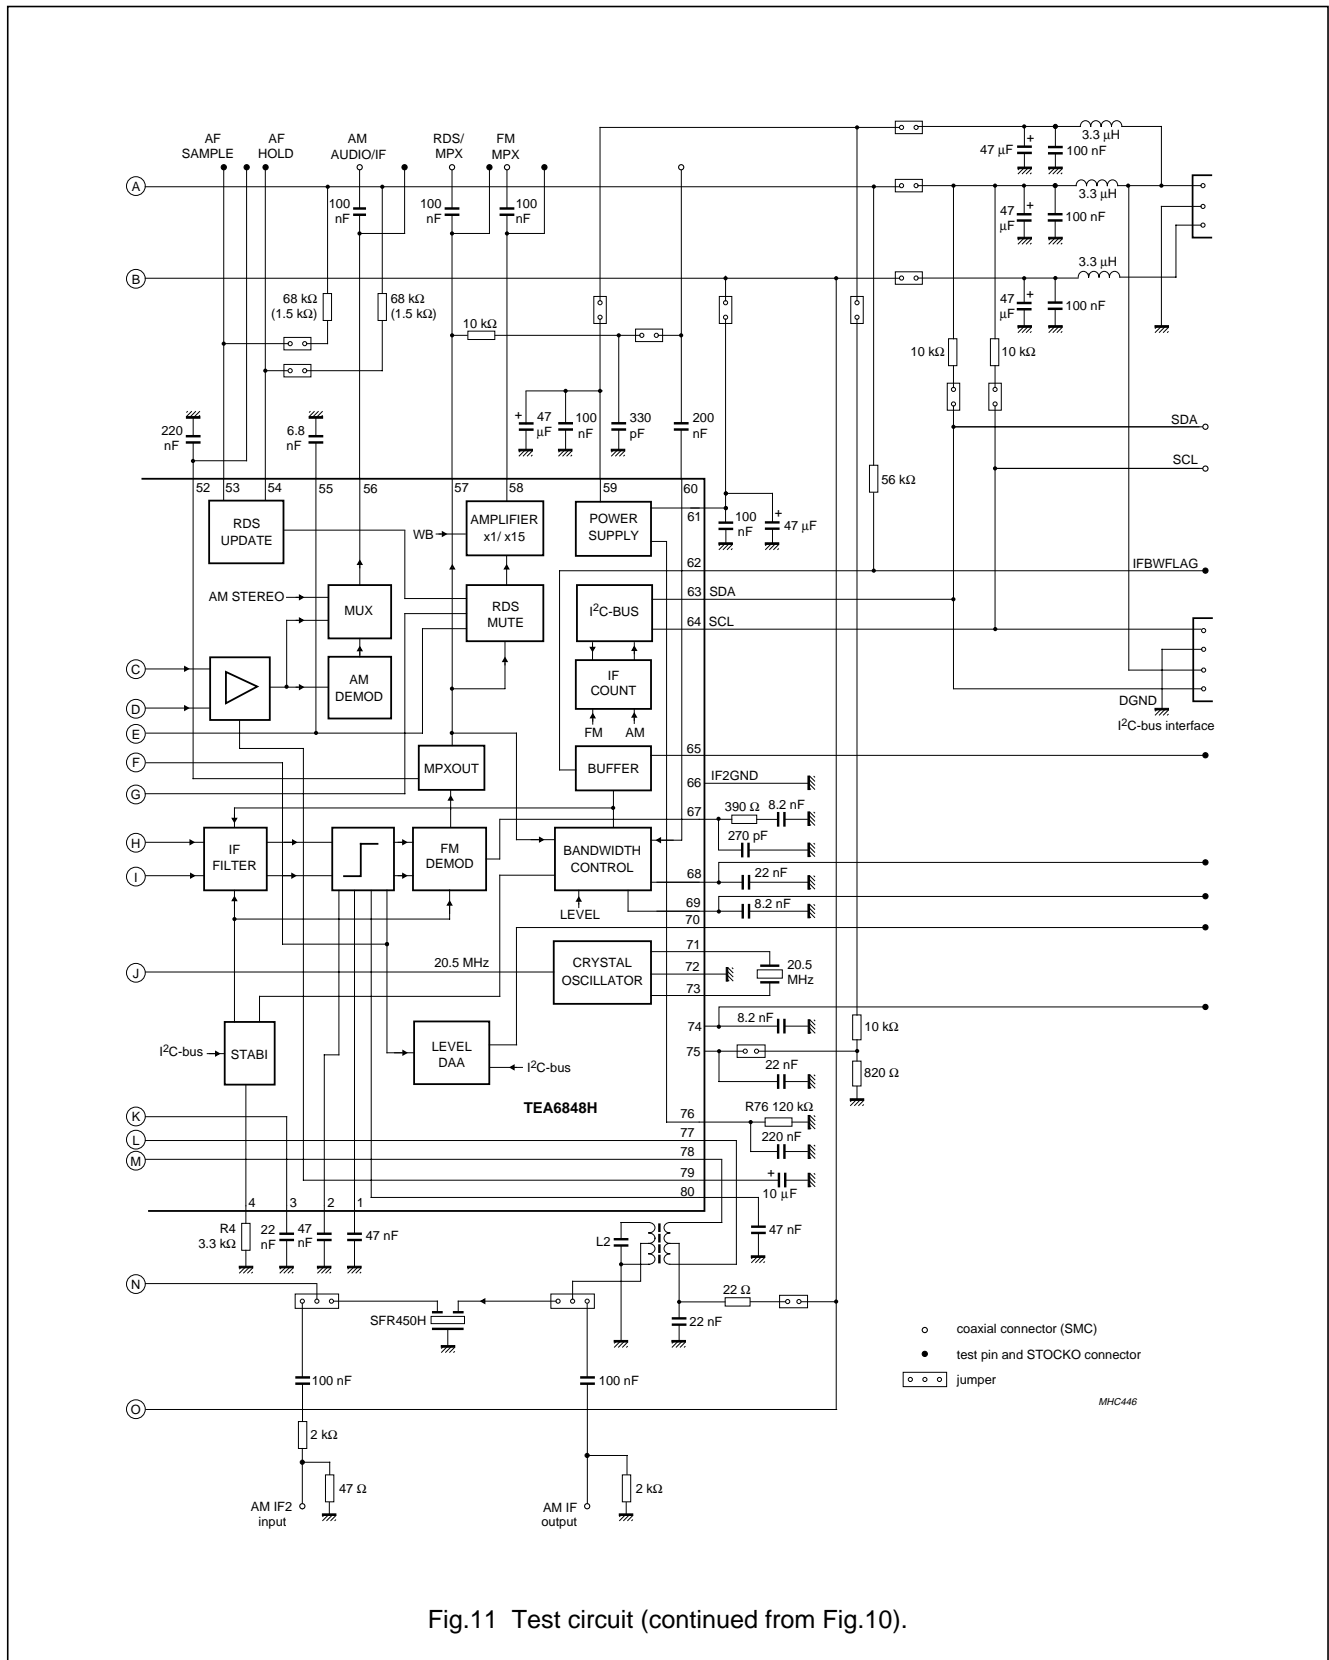 AF SAMPLE
AF HOLD
AM AUDIO/IF
RDS/ MPX
FM MPX
47 μF
100 nF
3.3 μH
A
100 nF
100 nF
100 nF
47 μF
100 nF
3.3 μH
B
68 kΩ (1.5 kΩ)
68 kΩ (1.5 kΩ)
10 kΩ
47 μF
100 nF
3.3 μH
10 kΩ
10 kΩ
220 nF
6.8 nF
47 μF
100 nF
330 pF
200 nF
SDA
SCL
56 kΩ
52
53
54
55
56
57
58
59
60
61
RDS UPDATE
WB
AMPLIFIER x1/ x15
POWER SUPPLY
100 nF
47 μF
62
IFBWFLAG
AM STEREO
MUX
RDS MUTE
I2C-BUS
63
SDA
64
SCL
C
D
E
AM DEMOD
IF COUNT
FM
AM
DGND
I2C-bus interface
F
G
MPXOUT
BUFFER
65
66
IF2GND
67
390 Ω
8.2 nF
270 pF
H
I
IF FILTER
FM DEMOD
BANDWIDTH CONTROL
LEVEL
68
22 nF
69
8.2 nF
70
J
20.5 MHz
CRYSTAL OSCILLATOR
71
72
73
20.5 MHz
74
8.2 nF
10 kΩ
75
22 nF
820 Ω
I2C-bus
STABI
LEVEL DAA
I2C-bus
TEA6848H
K
L
M
76
R76 120 kΩ
77
220 nF
78
79
10 μF
80
4
3
2
1
R4 3.3 kΩ
22 nF
47 nF
47 nF
L2
47 nF
N
SFR450H
22 Ω
22 nF
coaxial connector (SMC)
test pin and STOCKO connector
jumper
MHC446
100 nF
100 nF
O
2 kΩ
47 Ω
2 kΩ
AM IF2 input
AM IF output
Fig.11 Test circuit (continued from Fig.10).